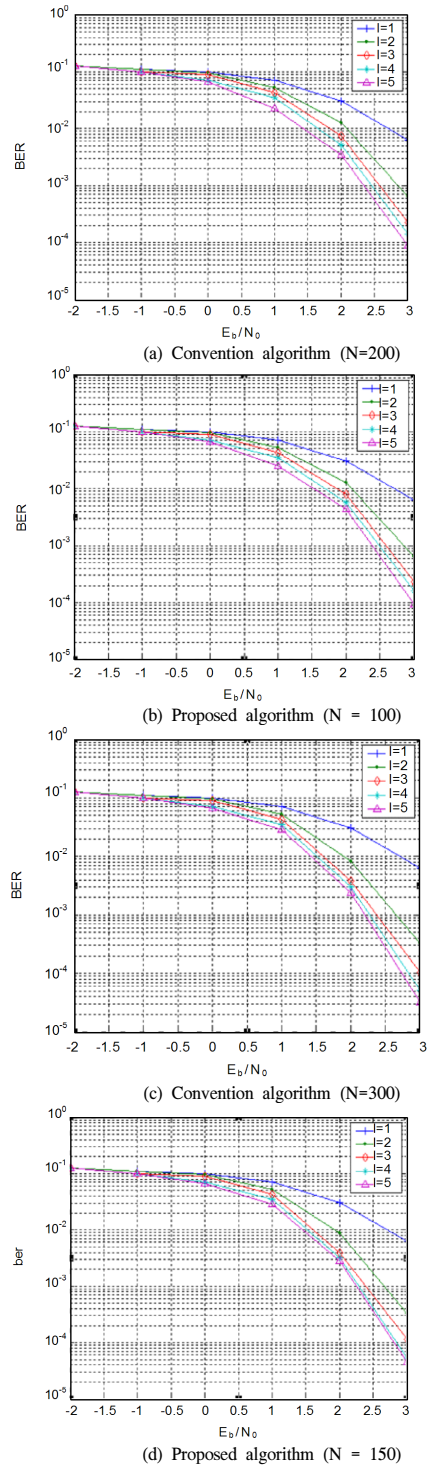 10^0
I=1
I=2
I=3
I=4
I=5
10^-1
10^-2
10^-3
10^-4
10^-5
BER
-2 -1.5 -1 -0.5 0 0.5 1 1.5 2 2.5 3
E_b/N_0
(a) Convention algorithm (N=200)
10^0
I=1
I=2
I=3
I=4
I=5
10^-1
10^-2
10^-3
10^-4
10^-5
BER
-2 -1.5 -1 -0.5 0 0.5 1 1.5 2 2.5 3
E_b/N_0
(b) Proposed algorithm (N = 100)
10^0
I=1
I=2
I=3
I=4
I=5
10^-1
10^-2
10^-3
10^-4
10^-5
BER
-2 -1.5 -1 -0.5 0 0.5 1 1.5 2 2.5 3
E_b/N_0
(c) Convention algorithm (N=300)
10^0
I=1
I=2
I=3
I=4
I=5
10^-1
10^-2
10^-3
10^-4
10^-5
ber
-2 -1.5 -1 -0.5 0 0.5 1 1.5 2 2.5 3
E_b/N_0
(d) Proposed algorithm (N = 150)